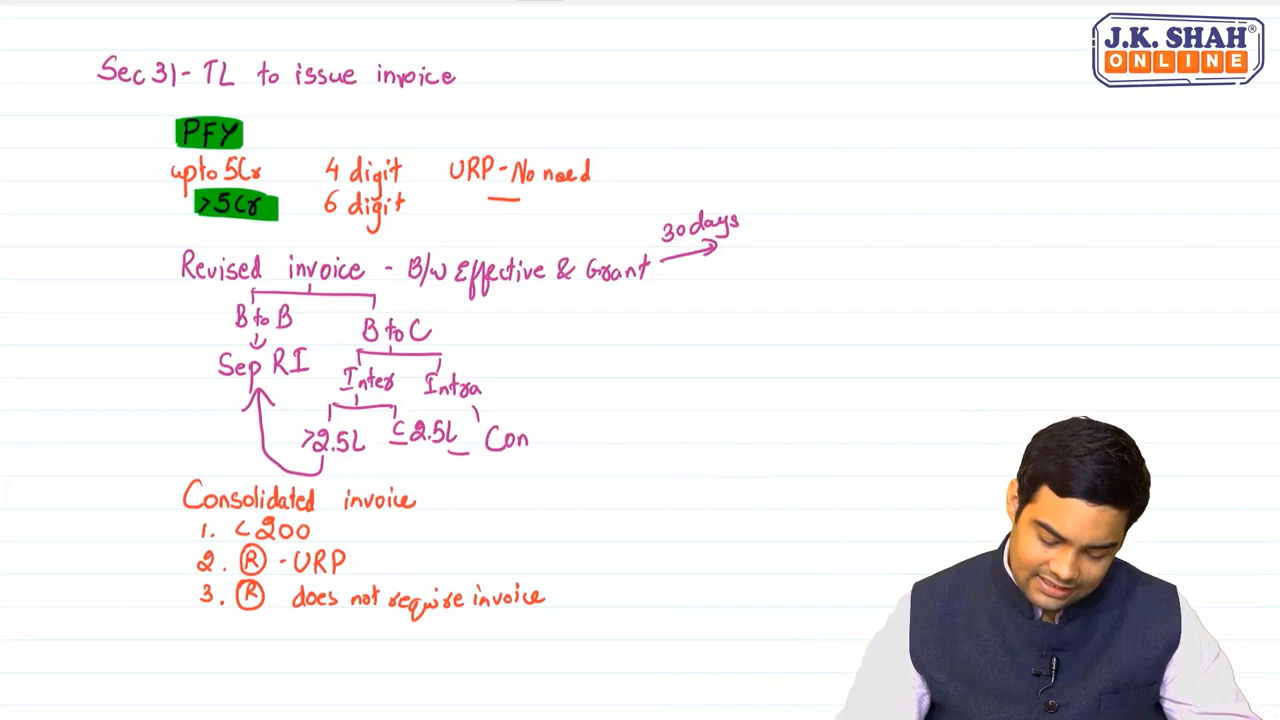 J.K. SHAH®
ONLINE
Sec 31- TL to issue invoice
PFY
upto 5Cr 4 digit URP - No need
>5Cr 6 digit
30 days
Revised invoice - B/w Effective & Grant →
B to B B to C
Sep RI
Inter Intra
>2.5L ≤2.5L Con
Consolidated invoice
1. <200
2. Ⓡ - URP
3. Ⓡ does not require invoice